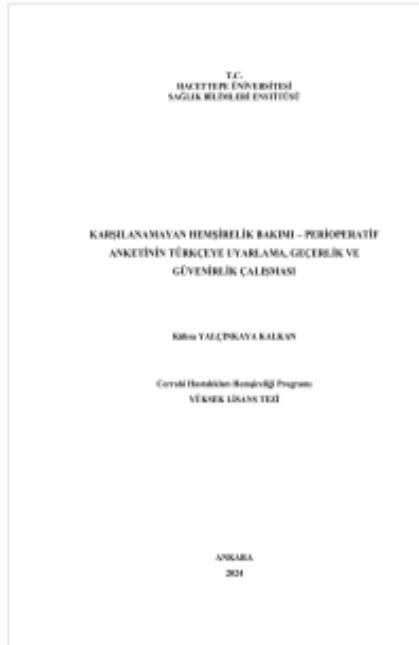 T.C.
HACETTEPE ÜNİVERSİTESİ
SAĞLIK BİLİMLERİ ENSTİTÜSÜ
KARŞILANAMAYAN HEMŞİRELİK BAKIMI – PERİOPERATİF
ANKETİNİN TÜRKÇEYE UYARLAMA, GEÇERLİK VE
GÜVENİRLİK ÇALIŞMASI
Kübra YALÇINKAYA KALKAN
Cerrahi Hastalıkları Hemşireliği Programı
YÜKSEK LİSANS TEZİ
ANKARA
2024